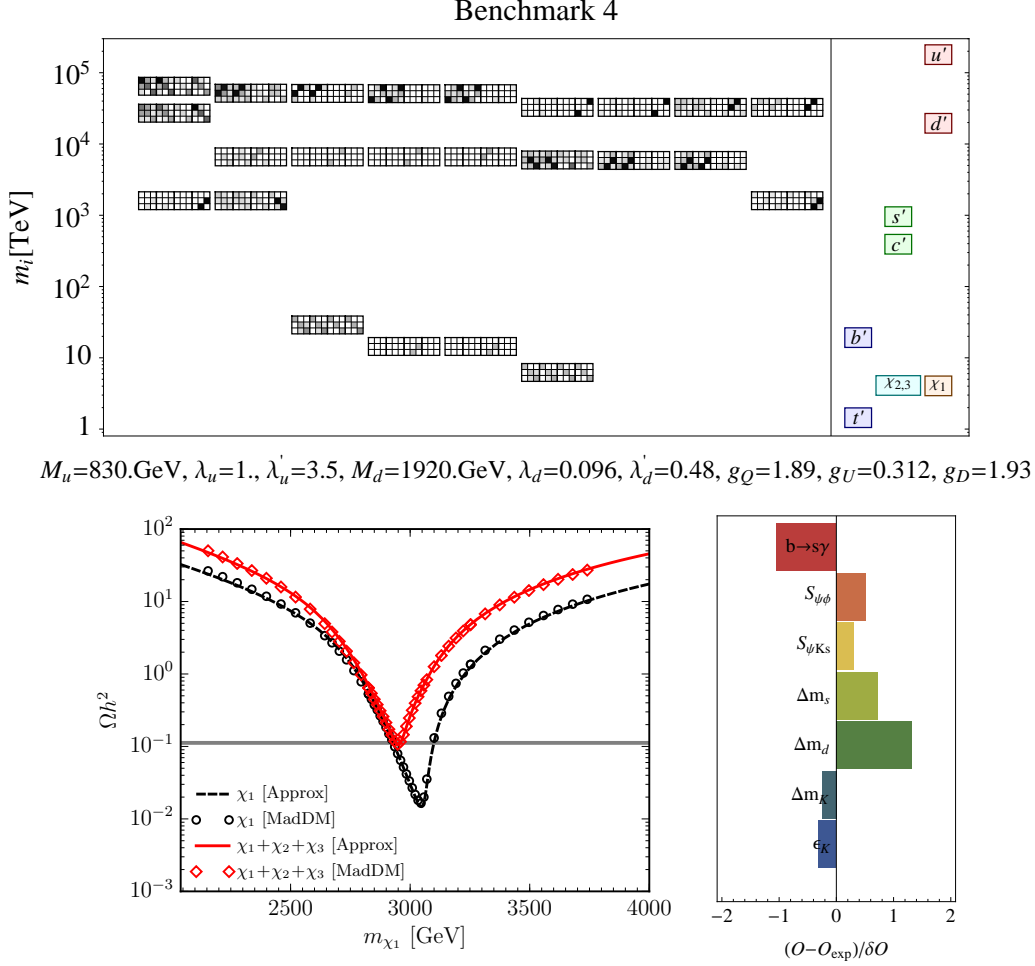 Benchmark 4
m_i[TeV]
10^5
10^4
10^3
10^2
10
1
u'
d'
s'
c'
b'
χ_{2,3}
χ_1
t'
M_u=830.GeV, λ_u=1., λ_u^'=3.5, M_d=1920.GeV, λ_d=0.096, λ_d^'=0.48, g_Q=1.89, g_U=0.312, g_D=1.93
Ωh^2
10^2
10^1
10^0
10^{-1}
10^{-2}
10^{-3}
χ_1 [Approx]
χ_1 [MadDM]
χ_1+χ_2+χ_3 [Approx]
χ_1+χ_2+χ_3 [MadDM]
2500 3000 3500 4000
m_{χ_1} [GeV]
b→sγ
S_{ψϕ}
S_{ψKs}
Δm_s
Δm_d
Δm_K
ϵ_K
-2 -1 0 1 2
(O-O_exp)/δO